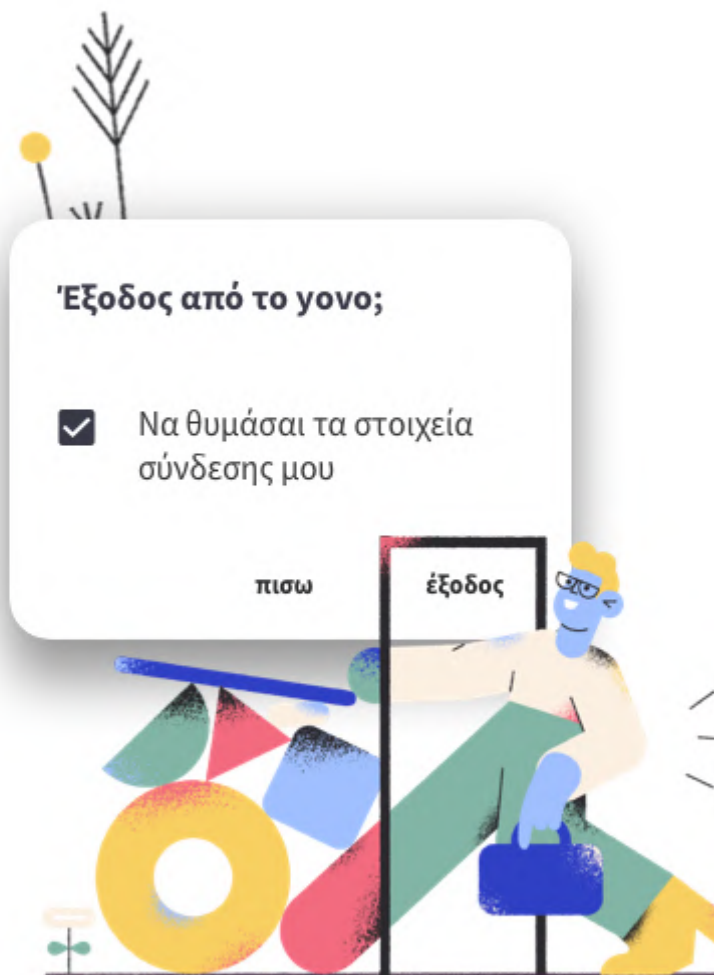 Έξοδος από το yovo;
Να θυμάσαι τα στοιχεία
σύνδεσης μου
πισω
έξοδος